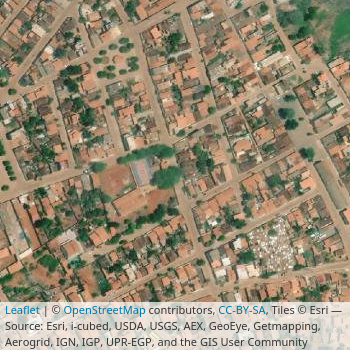 Leaflet | © OpenStreetMap contributors, CC-BY-SA, Tiles © Esri —
Source: Esri, i-cubed, USDA, USGS, AEX, GeoEye, Getmapping,
Aerogrid, IGN, IGP, UPR-EGP, and the GIS User Community